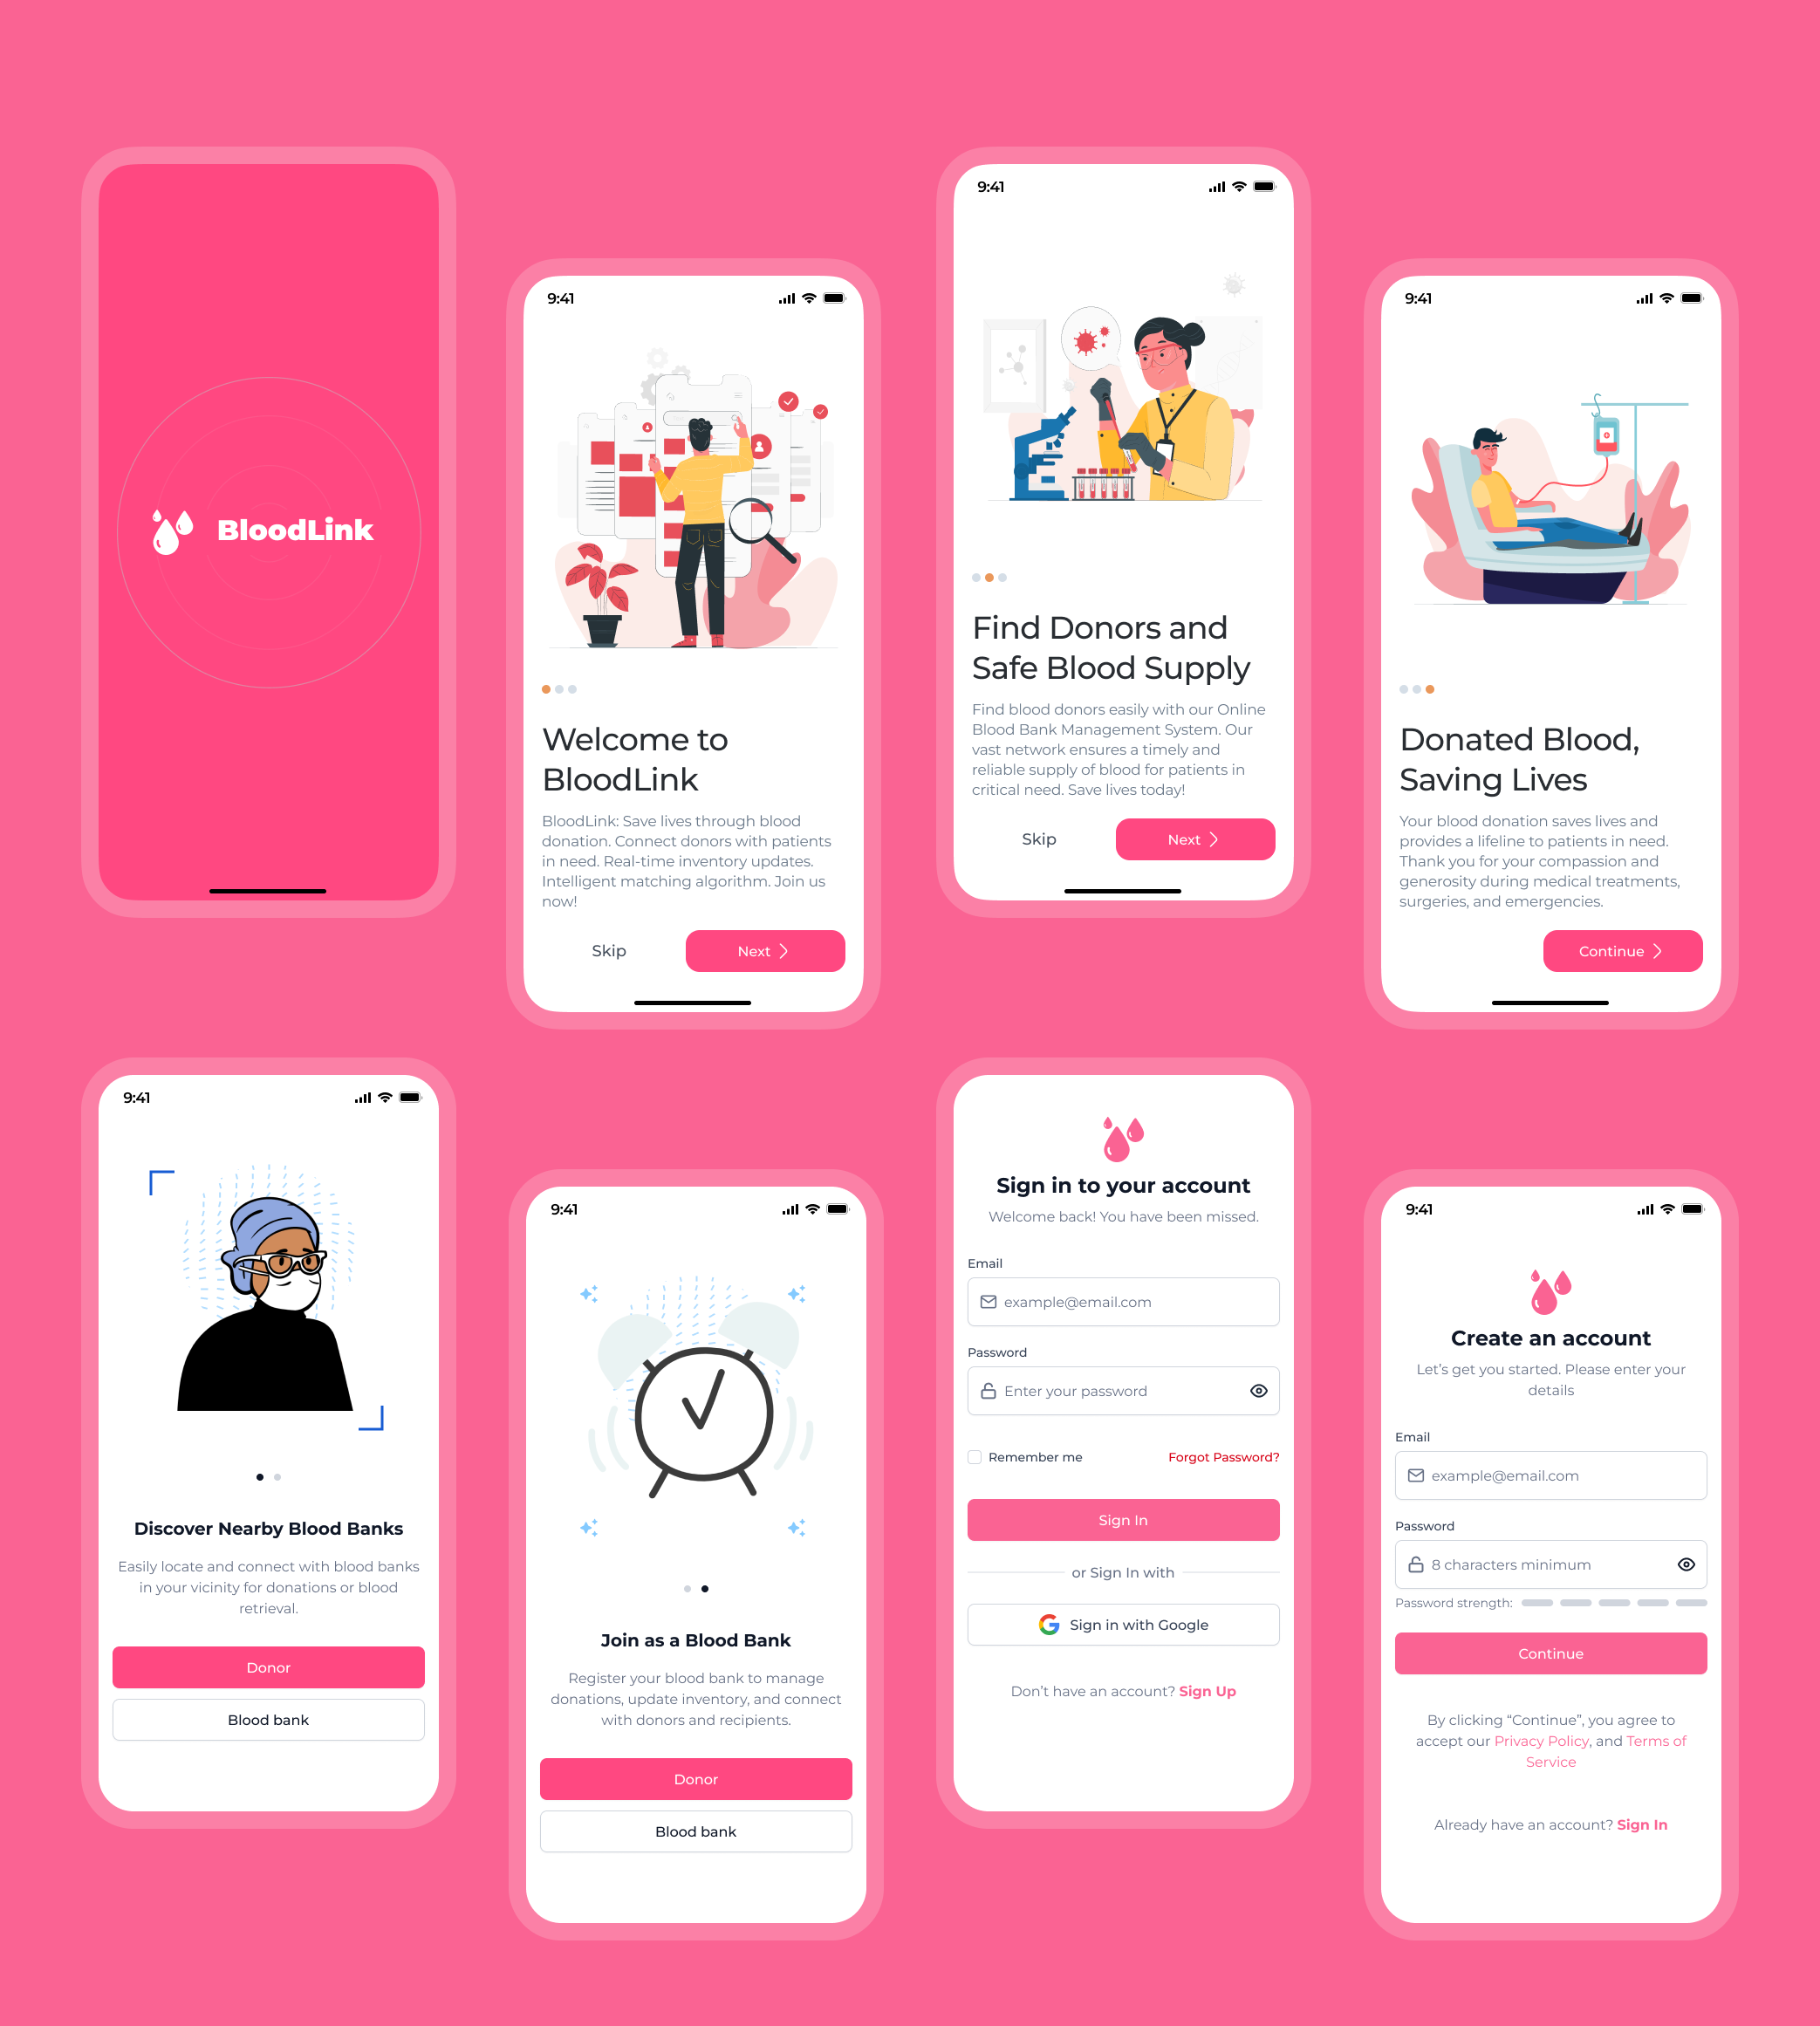 BloodLink
9:41
Welcome to
BloodLink
BloodLink: Save lives through blood
donation. Connect donors with patients
in need. Real-time inventory updates.
Intelligent matching algorithm. Join us
now!
Skip
Next
9:41
Find Donors and
Safe Blood Supply
Find blood donors easily with our Online
Blood Bank Management System. Our
vast network ensures a timely and
reliable supply of blood for patients in
critical need. Save lives today!
Skip
Next
9:41
Donated Blood,
Saving Lives
Your blood donation saves lives and
provides a lifeline to patients in need.
Thank you for your compassion and
generosity during medical treatments,
surgeries, and emergencies.
Continue
9:41
Discover Nearby Blood Banks
Easily locate and connect with blood banks
in your vicinity for donations or blood
retrieval.
Donor
Blood bank
9:41
Join as a Blood Bank
Register your blood bank to manage
donations, update inventory, and connect
with donors and recipients.
Donor
Blood bank
Sign in to your account
Welcome back! You have been missed.
Email
example@email.com
Password
Enter your password
Remember me
Forgot Password?
Sign In
or Sign In with
Sign in with Google
Don’t have an account? Sign Up
9:41
Create an account
Let’s get you started. Please enter your
details
Email
example@email.com
Password
8 characters minimum
Password strength:
Continue
By clicking “Continue”, you agree to
accept our Privacy Policy, and Terms of
Service
Already have an account? Sign In